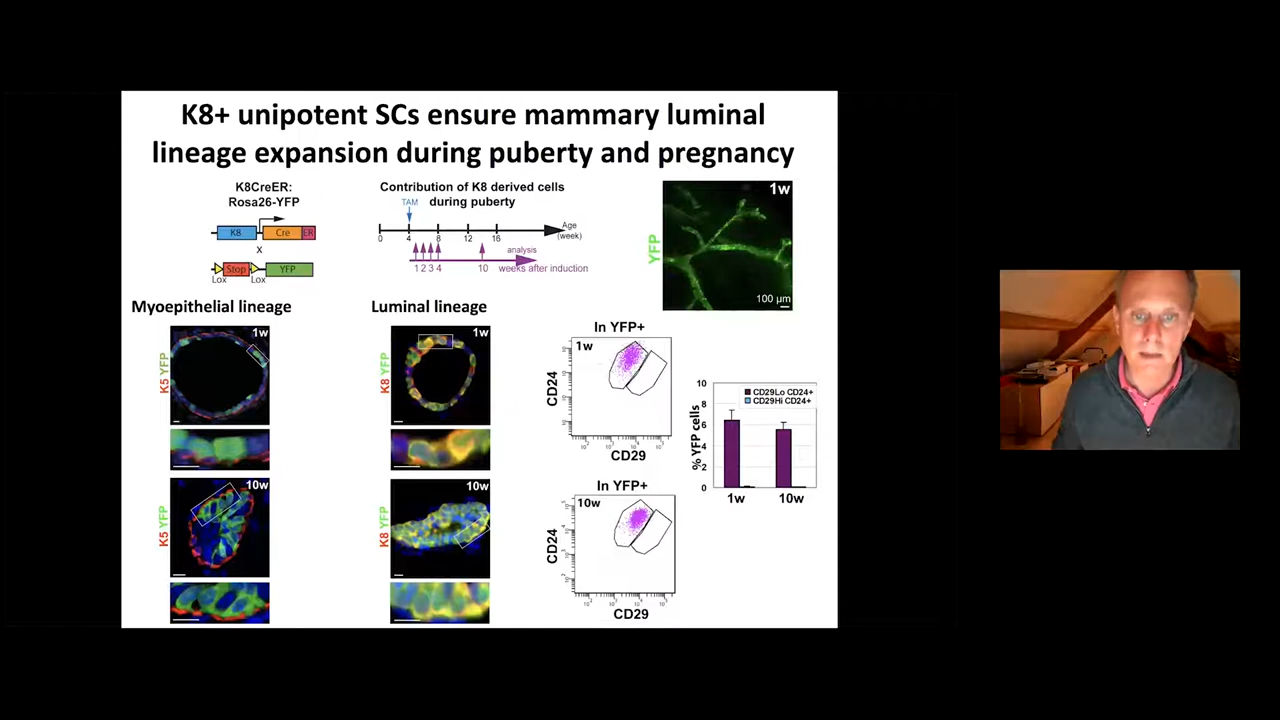 K8+ unipotent SCs ensure mammary luminal
lineage expansion during puberty and pregnancy
K8CreER:
Rosa26-YFP
K8
Cre
ER
x
Stop
YFP
Lox
Lox
Contribution of K8 derived cells
during puberty
TAM
Age
(week)
0
4
8
12
16
analysis
1 2 3 4
10
weeks after induction
1w
YFP
100 µm
Myoepithelial lineage
Luminal lineage
1w
K5 YFP
1w
K8 YFP
10w
K5 YFP
10w
K8 YFP
In YFP+
1w
CD24
CD29
In YFP+
10w
CD24
CD29
10
8
6
4
2
0
% YFP cells
CD29Lo CD24+
CD29Hi CD24+
1w
10w